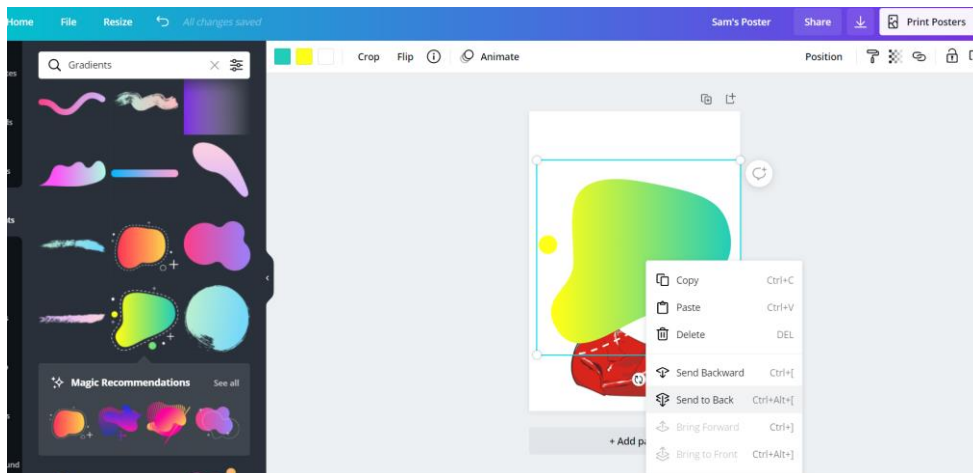 Home File Resize All changes saved Sam's Poster Share Print Posters
Gradients
Crop Flip Animate Position
Copy Ctrl+C
Paste Ctrl+V
Delete DEL
Send Backward Ctrl+[
Send to Back Ctrl+Alt+[
Bring Forward Ctrl+]
Bring to Front Ctrl+Alt+]
Magic Recommendations See all
+ Add pa